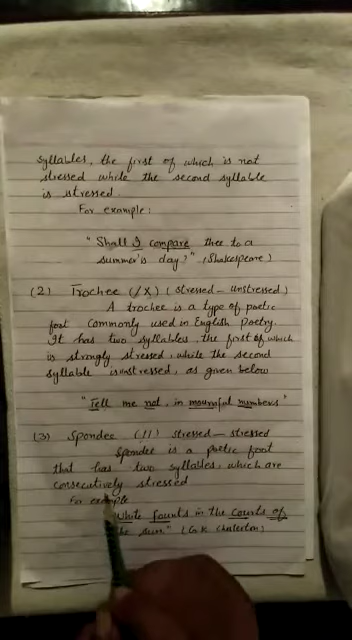 syllables, the first of which is not
stressed while the second syllable
is stressed.
For example:
"Shall I compare thee to a
summer's day?" (Shakespeare)
(2) Trochee (/X) (stressed - unstressed)
A trochee is a type of poetic
foot commonly used in English Poetry.
It has two syllables, the first of which
is strongly stressed, while the second
syllable is unstressed, as given below
"Tell me not, in mournful numbers"
(3) Spondee (//) stressed - stressed
Spondee is a poetic foot
that has two syllables, which are
consecutively stressed
For example
White founts in the courts of
the sun." (G.K